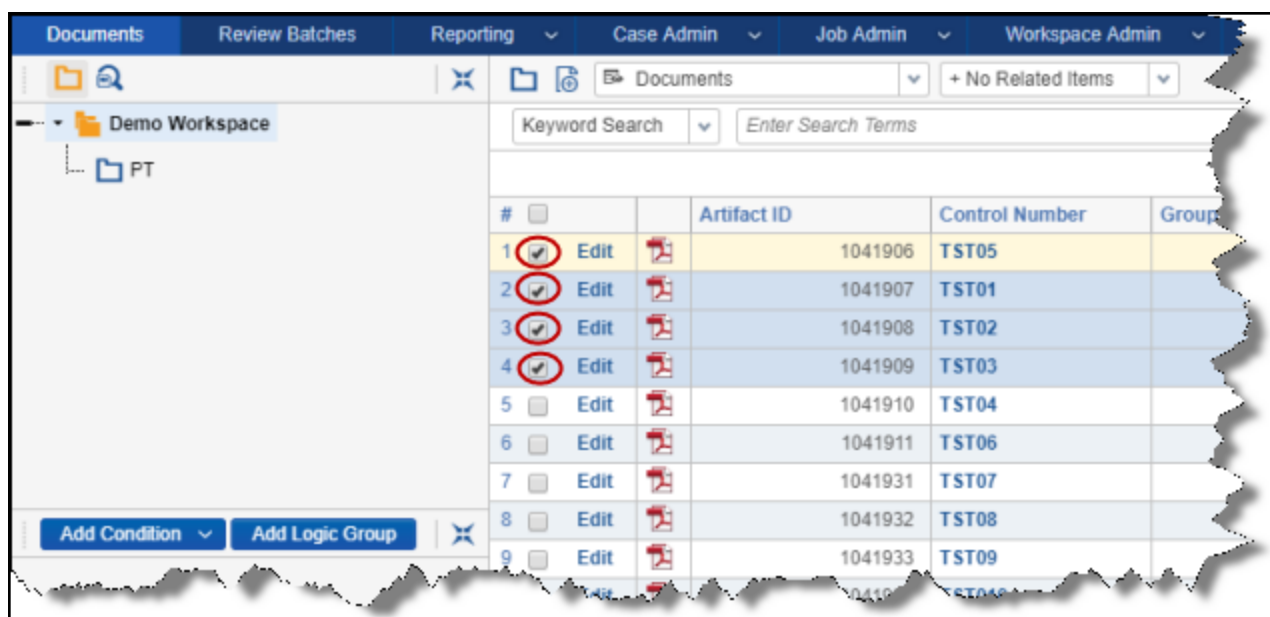 Documents Review Batches Reporting Case Admin Job Admin Workspace Admin
Documents + No Related Items
Demo Workspace Keyword Search Enter Search Terms
PT
# Artifact ID Control Number Group
1 Edit 1041906 TST05
2 Edit 1041907 TST01
3 Edit 1041908 TST02
4 Edit 1041909 TST03
5 Edit 1041910 TST04
6 Edit 1041911 TST06
7 Edit 1041931 TST07
8 Edit 1041932 TST08
Add Condition Add Logic Group
9 Edit 1041933 TST09